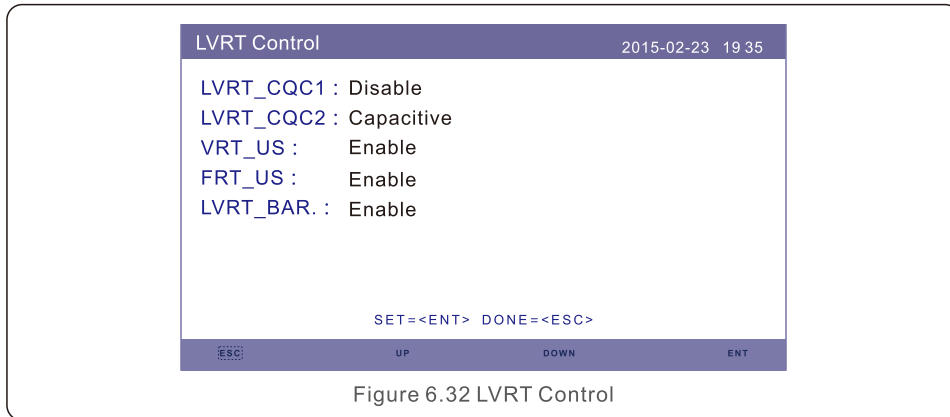 LVRT Control 2015-02-23 19 35
LVRT_CQC1 : Disable
LVRT_CQC2 : Capacitive
VRT_US : Enable
FRT_US : Enable
LVRT_BAR. : Enable
SET=<ENT> DONE=<ESC>
ESC UP DOWN ENT
Figure 6.32 LVRT Control